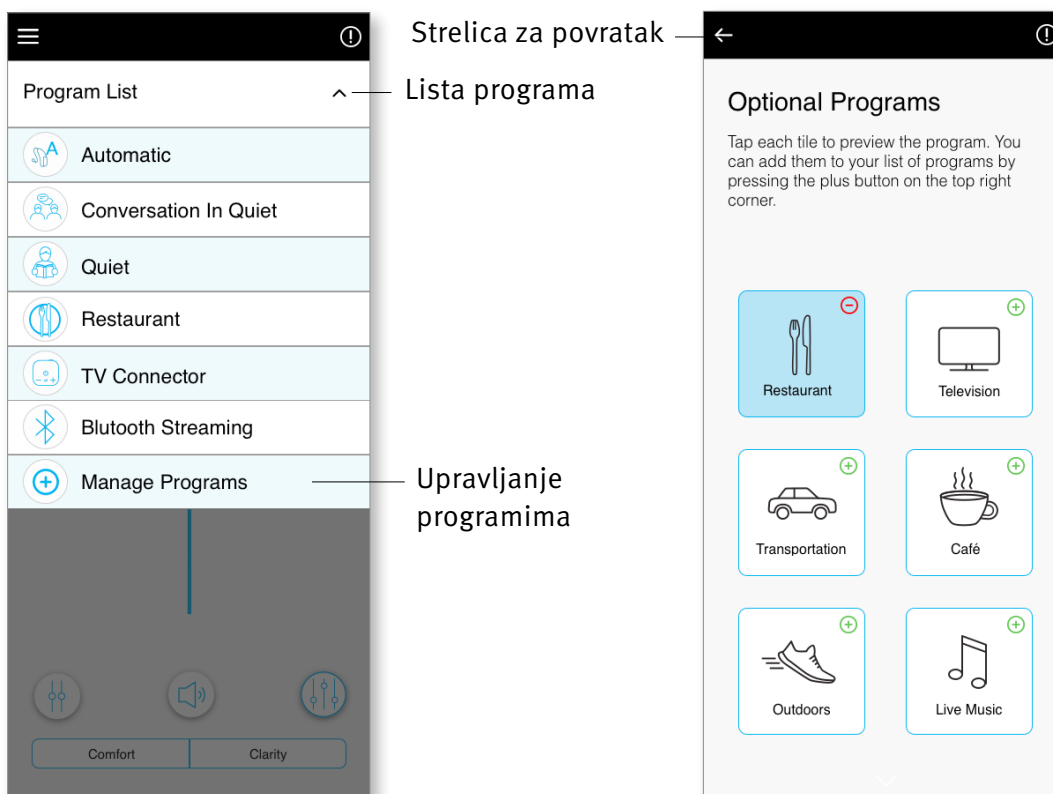 Program List
Automatic
Conversation In Quiet
Quiet
Restaurant
TV Connector
Blutooth Streaming
Manage Programs
Comfort
Clarity
Strelica za povratak
Lista programa
Upravljanje
programima
Optional Programs
Tap each tile to preview the program. You
can add them to your list of programs by
pressing the plus button on the top right
corner.
Restaurant
Television
Transportation
Café
Outdoors
Live Music